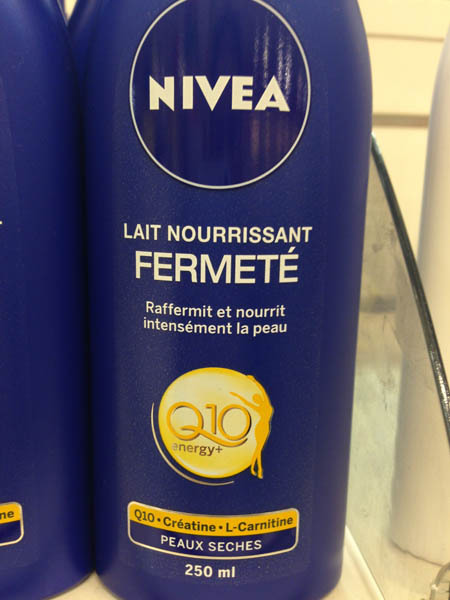 NIVEA
LAIT NOURRISSANT
FERMETÉ
Raffermit et nourrit
intensément la peau
Q10
energy+
Q10 • Créatine • L-Carnitine
PEAUX SECHES
250 ml